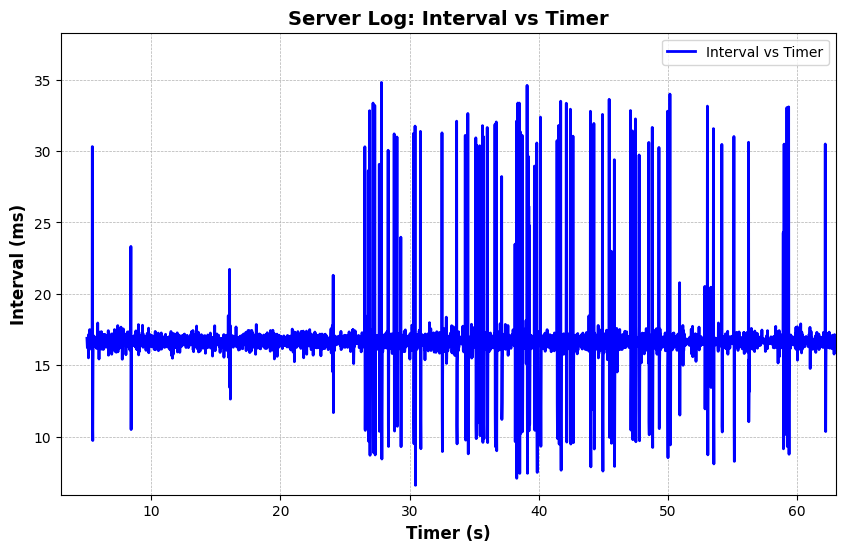 Server Log: Interval vs Timer
Interval vs Timer
35
30
25
20
15
10
Interval (ms)
10 20 30 40 50 60
Timer (s)